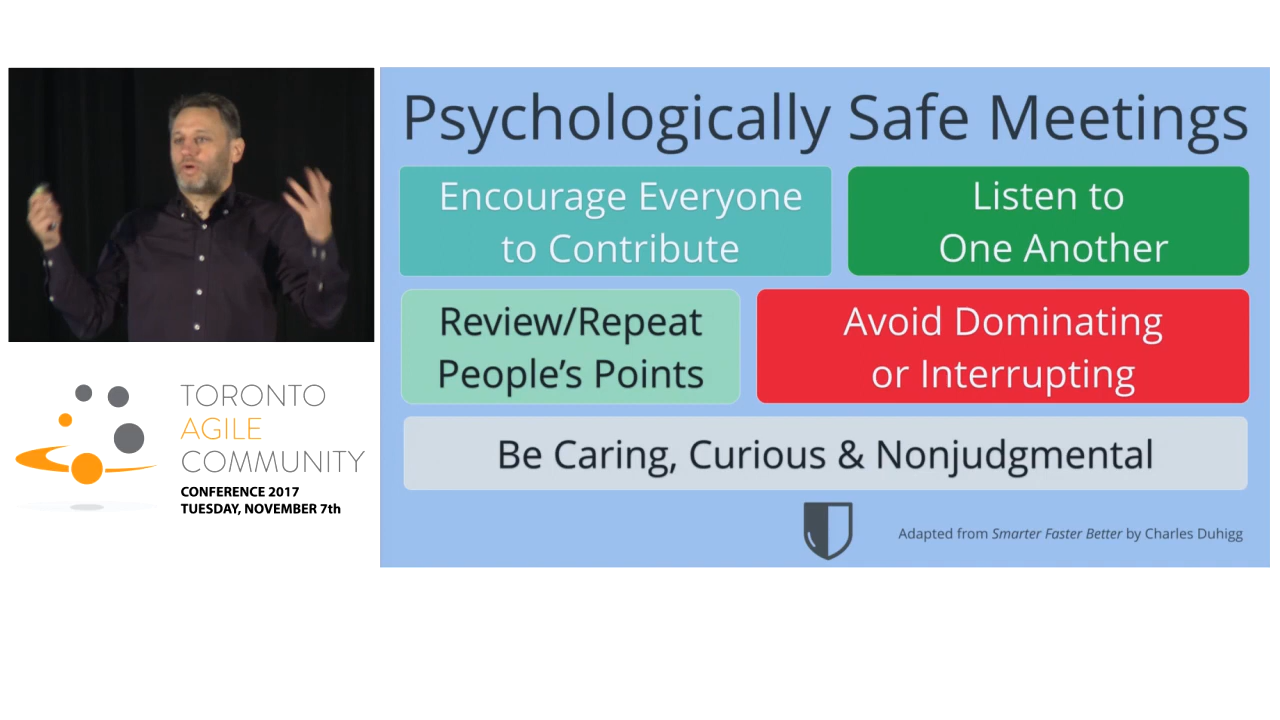 Psychologically Safe Meetings
Encourage Everyone
to Contribute
Listen to
One Another
Review/Repeat
People's Points
Avoid Dominating
or Interrupting
Be Caring, Curious & Nonjudgmental
Adapted from Smarter Faster Better by Charles Duhigg
TORONTO
AGILE
COMMUNITY
CONFERENCE 2017
TUESDAY, NOVEMBER 7th